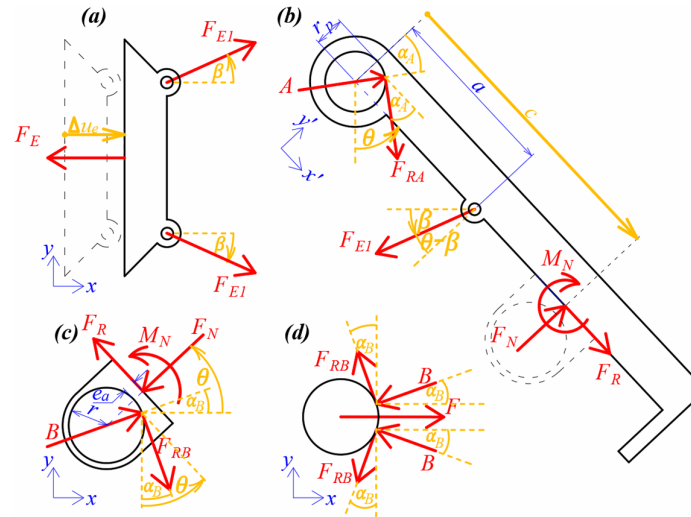 (a)
F_E1
β
Δu_e
F_E
β
F_E1
y
x
(b)
r_p
α_A
a
c
A
α_A
θ
F_RA
y'
x'
β
θ-β
F_E1
M_N
F_N
F_R
(c)
F_R
M_N
F_N
θ
e_a
r
α_B
B
F_RB
α_B
θ
y
x
(d)
α_B
F_RB
B
α_B
F
α_B
B
F_RB
α_B
y
x